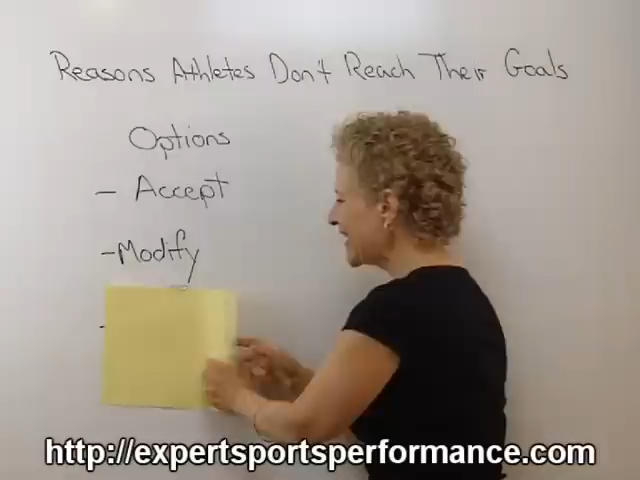 Reasons Athletes Don't Reach Their Goals
Options
- Accept
- Modify
-
http://expertsportsperformance.com